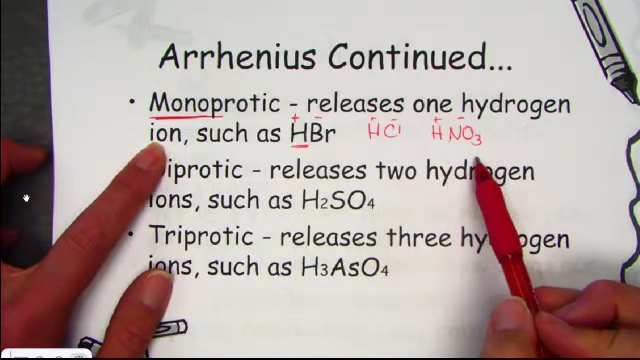 Arrhenius Continued...
• Monoprotic - releases one hydrogen
ion, such as HBr HCl HNO₃
Diprotic - releases two hydrogen
ions, such as H₂SO₄
• Triprotic - releases three hydrogen
ions, such as H₃AsO₄